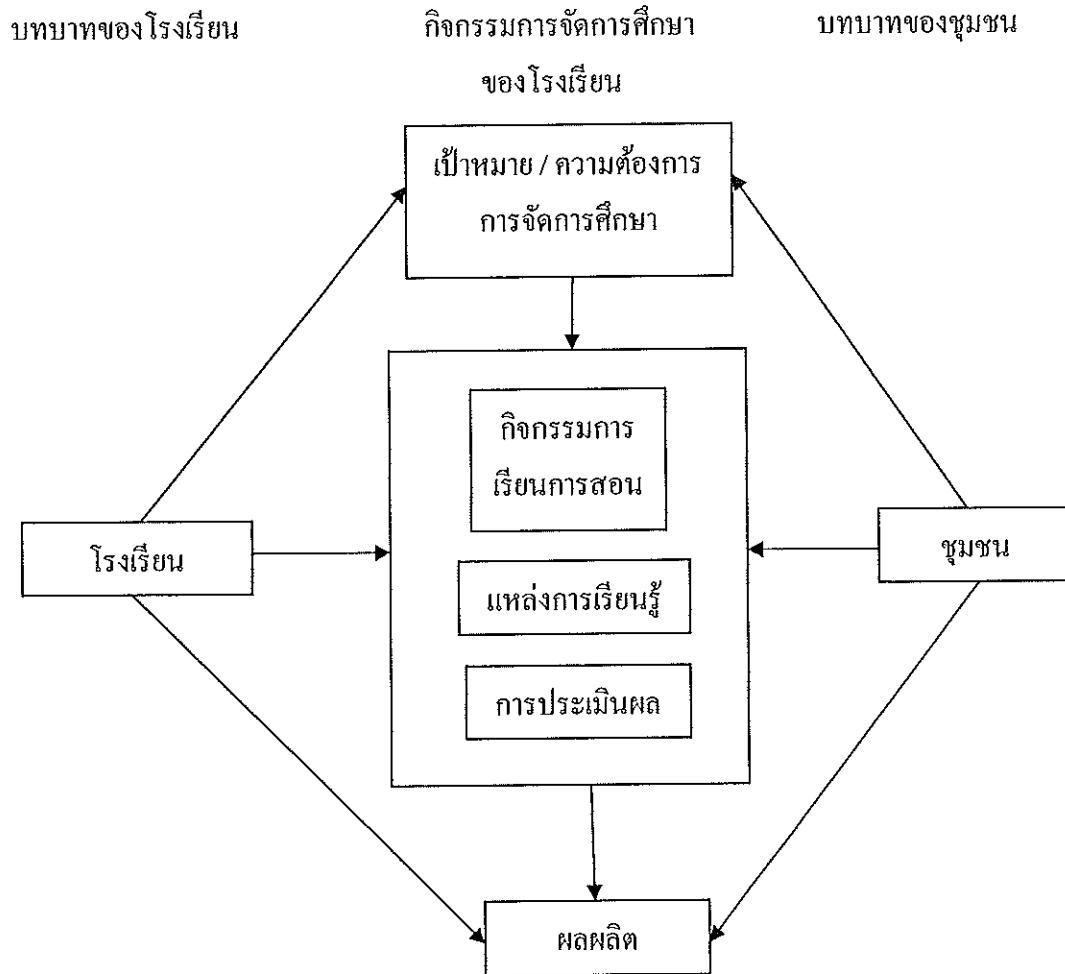 บทบาทของโรงเรียน
กิจกรรมการจัดการศึกษา
ของโรงเรียน
บทบาทของชุมชน
เป้าหมาย / ความต้องการ
การจัดการศึกษา
กิจกรรมการ
เรียนการสอน
โรงเรียน
ชุมชน
แหล่งการเรียนรู้
การประเมินผล
ผลผลิต